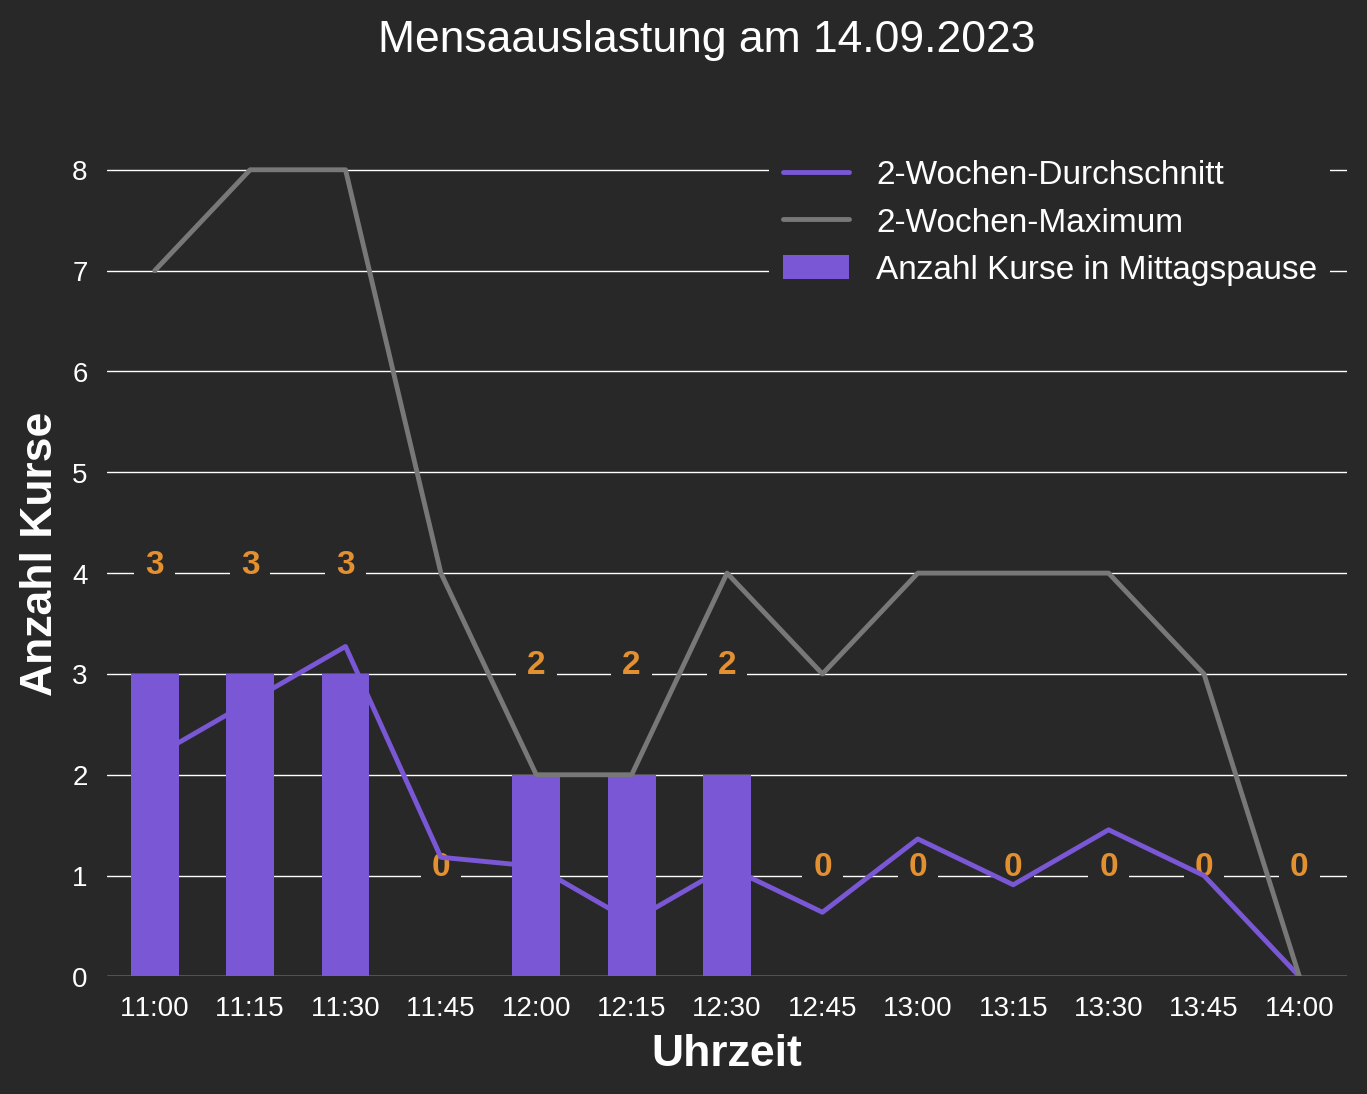 Mensaauslastung am 14.09.2023
2-Wochen-Durchschnitt
2-Wochen-Maximum
Anzahl Kurse in Mittagspause
Anzahl Kurse
8
7
6
5
4
3
2
1
0
3 3 3 0 2 2 2 0 0 0 0 0 0
11:00 11:15 11:30 11:45 12:00 12:15 12:30 12:45 13:00 13:15 13:30 13:45 14:00
Uhrzeit